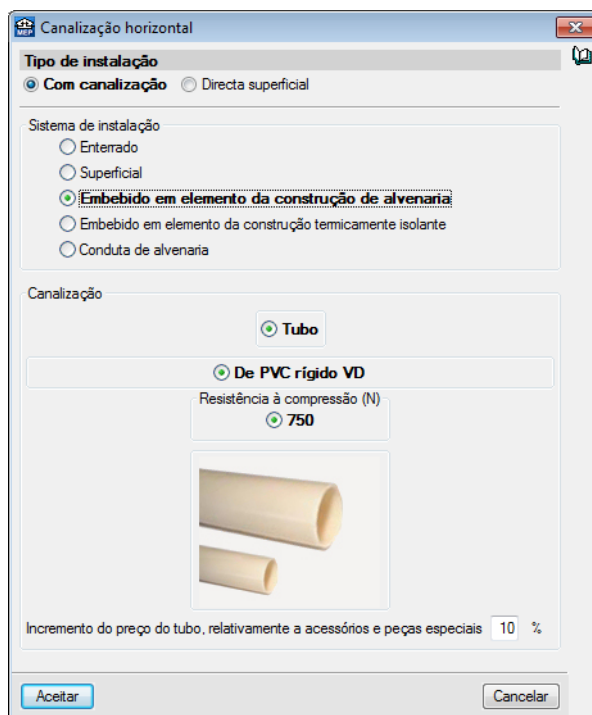 MEP Canalização horizontal
Tipo de instalação
Com canalização Directa superficial
Sistema de instalação
Enterrado
Superficial
Embebido em elemento da construção de alvenaria
Embebido em elemento da construção termicamente isolante
Conduta de alvenaria
Canalização
Tubo
De PVC rígido VD
Resistência à compressão (N)
750
Incremento do preço do tubo, relativamente a acessórios e peças especiais 10 %
Aceitar Cancelar